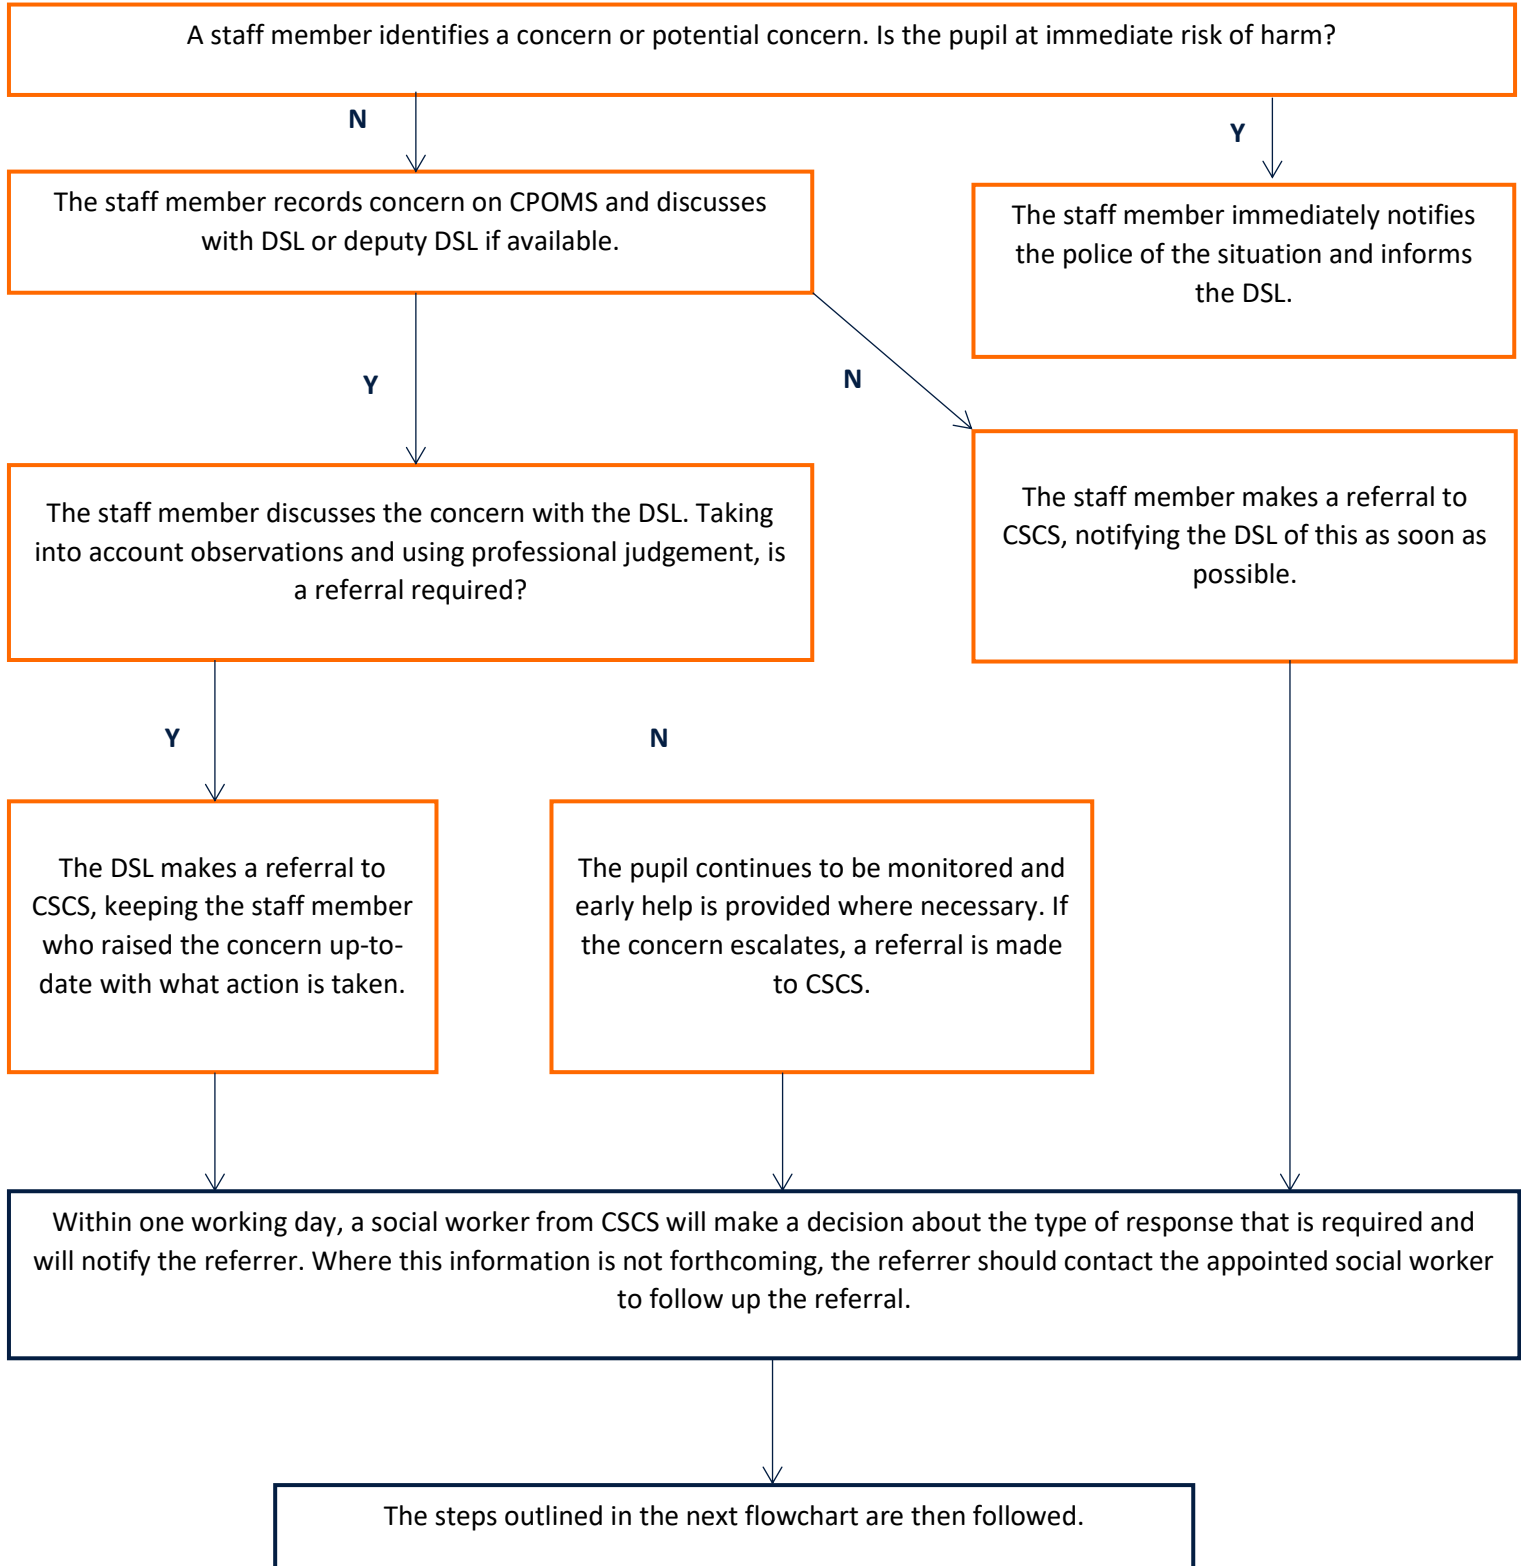 A staff member identifies a concern or potential concern. Is the pupil at immediate risk of harm?
N
Y
The staff member records concern on CPOMS and discusses
with DSL or deputy DSL if available.
The staff member immediately notifies
the police of the situation and informs
the DSL.
Y
N
The staff member discusses the concern with the DSL. Taking
into account observations and using professional judgement, is
a referral required?
The staff member makes a referral to
CSCS, notifying the DSL of this as soon as
possible.
Y
N
The DSL makes a referral to
CSCS, keeping the staff member
who raised the concern up-to-
date with what action is taken.
The pupil continues to be monitored and
early help is provided where necessary. If
the concern escalates, a referral is made
to CSCS.
Within one working day, a social worker from CSCS will make a decision about the type of response that is required and
will notify the referrer. Where this information is not forthcoming, the referrer should contact the appointed social worker
to follow up the referral.
The steps outlined in the next flowchart are then followed.